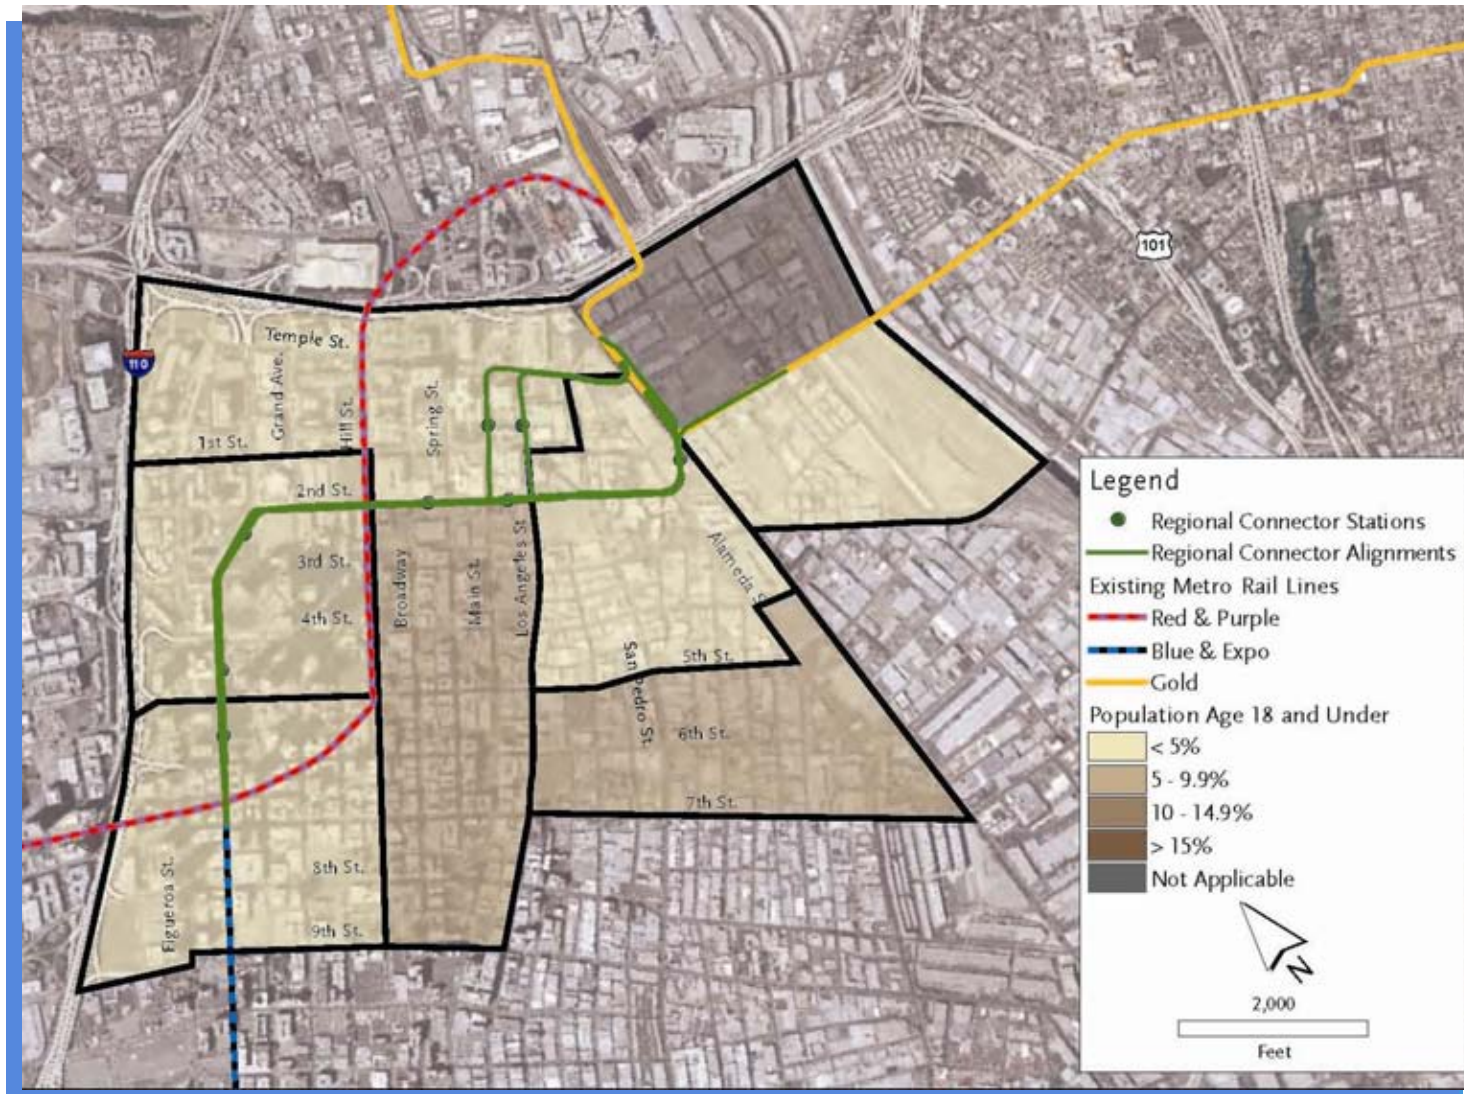 101
110
Temple St.
Grand Ave.
Hill St.
Spring St.
1st St.
2nd St.
3rd St.
4th St.
Broadway
Main St.
Los Angeles St
Alameda S
San Pedro St.
5th St.
6th St.
7th St.
8th St.
9th St.
Figueroa St.
Legend
Regional Connector Stations
Regional Connector Alignments
Existing Metro Rail Lines
Red & Purple
Blue & Expo
Gold
Population Age 18 and Under
< 5%
5 - 9.9%
10 - 14.9%
> 15%
Not Applicable
N
2,000
Feet